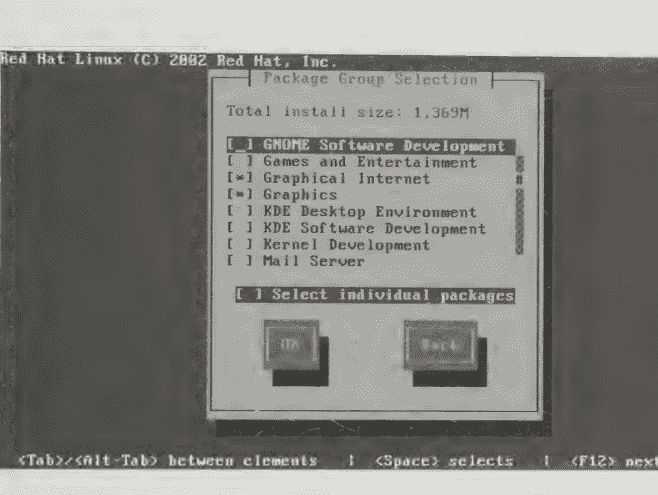 Red Hat Linux (C) 2002 Red Hat, Inc.
Package Group Selection
Total install size: 1,369M
[_] GNOME Software Development
[ ] Games and Entertainment
[*] Graphical Internet #
[*] Graphics
[ ] KDE Desktop Environment
[ ] KDE Software Development
[ ] Kernel Development
[ ] Mail Server
[ ] Select individual packages
OK Back
<Tab>/<Alt-Tab> between elements | <Space> selects | <F12> next